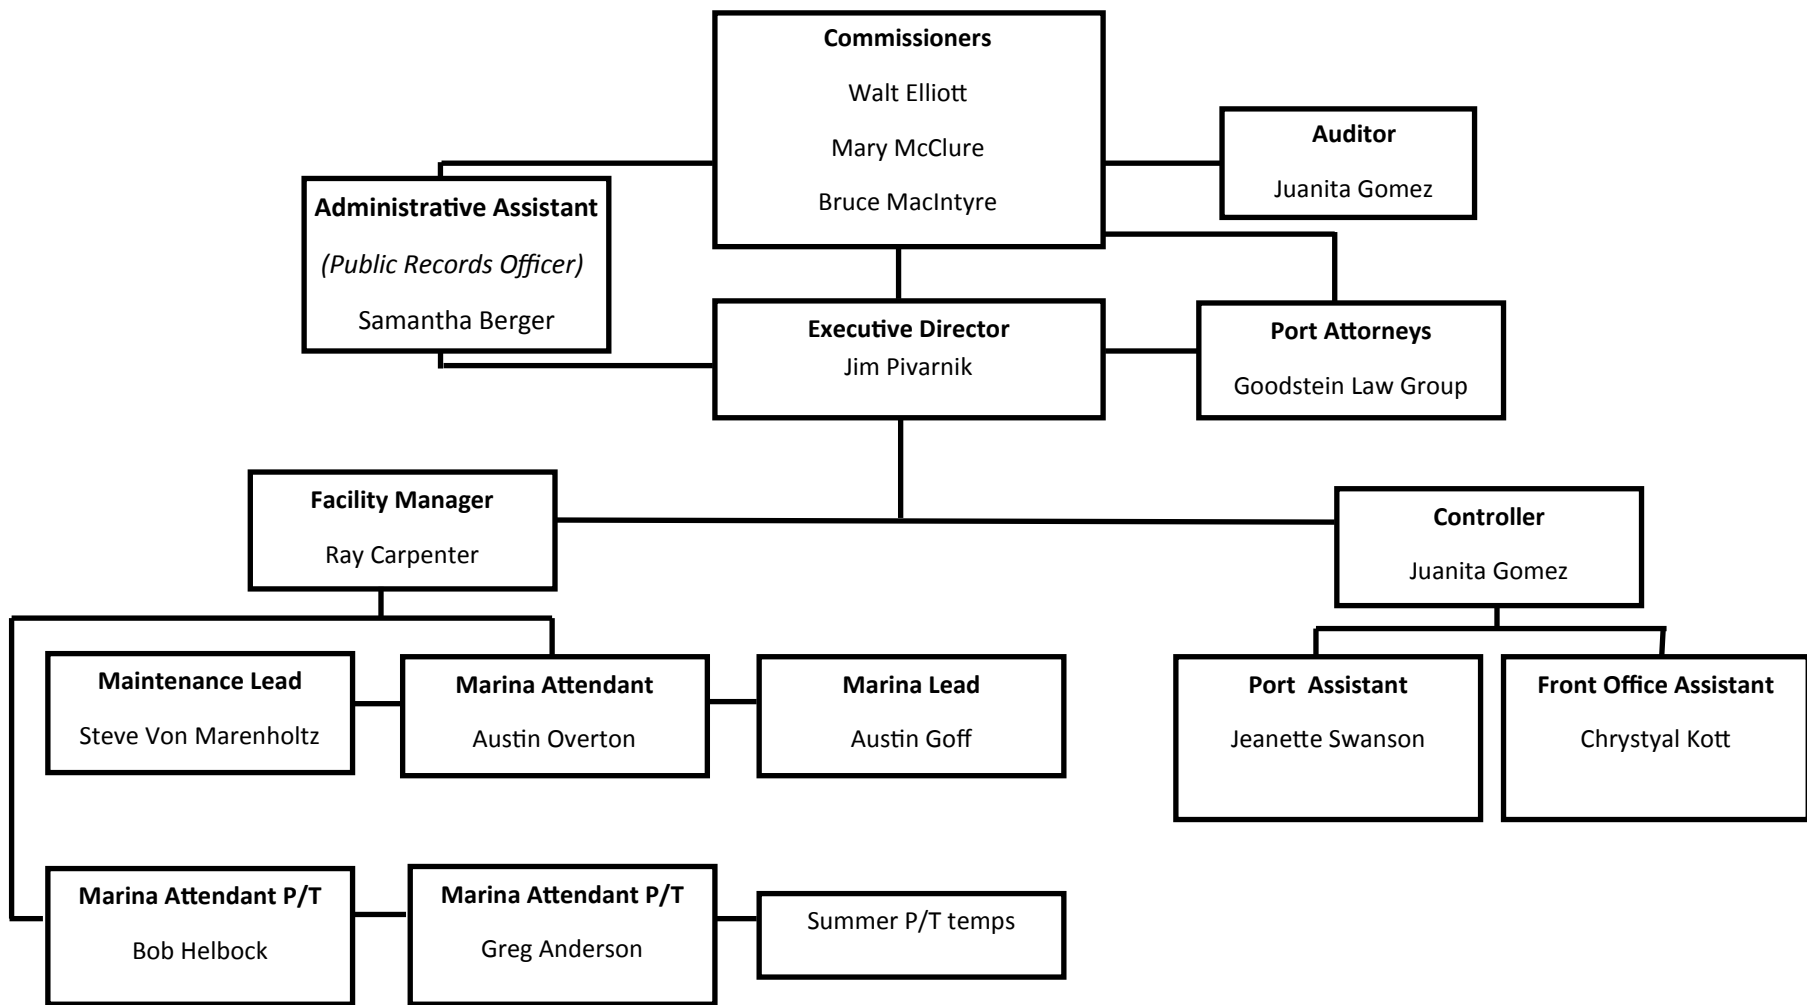 Commissioners
Walt Elliott
Mary McClure
Bruce MacIntyre
Auditor
Juanita Gomez
Administrative Assistant
(Public Records Officer)
Samantha Berger
Executive Director
Jim Pivarnik
Port Attorneys
Goodstein Law Group
Facility Manager
Ray Carpenter
Controller
Juanita Gomez
Maintenance Lead
Steve Von Marenholtz
Marina Attendant
Austin Overton
Marina Lead
Austin Goff
Port Assistant
Jeanette Swanson
Front Office Assistant
Chrystyal Kott
Marina Attendant P/T
Bob Helbock
Marina Attendant P/T
Greg Anderson
Summer P/T temps